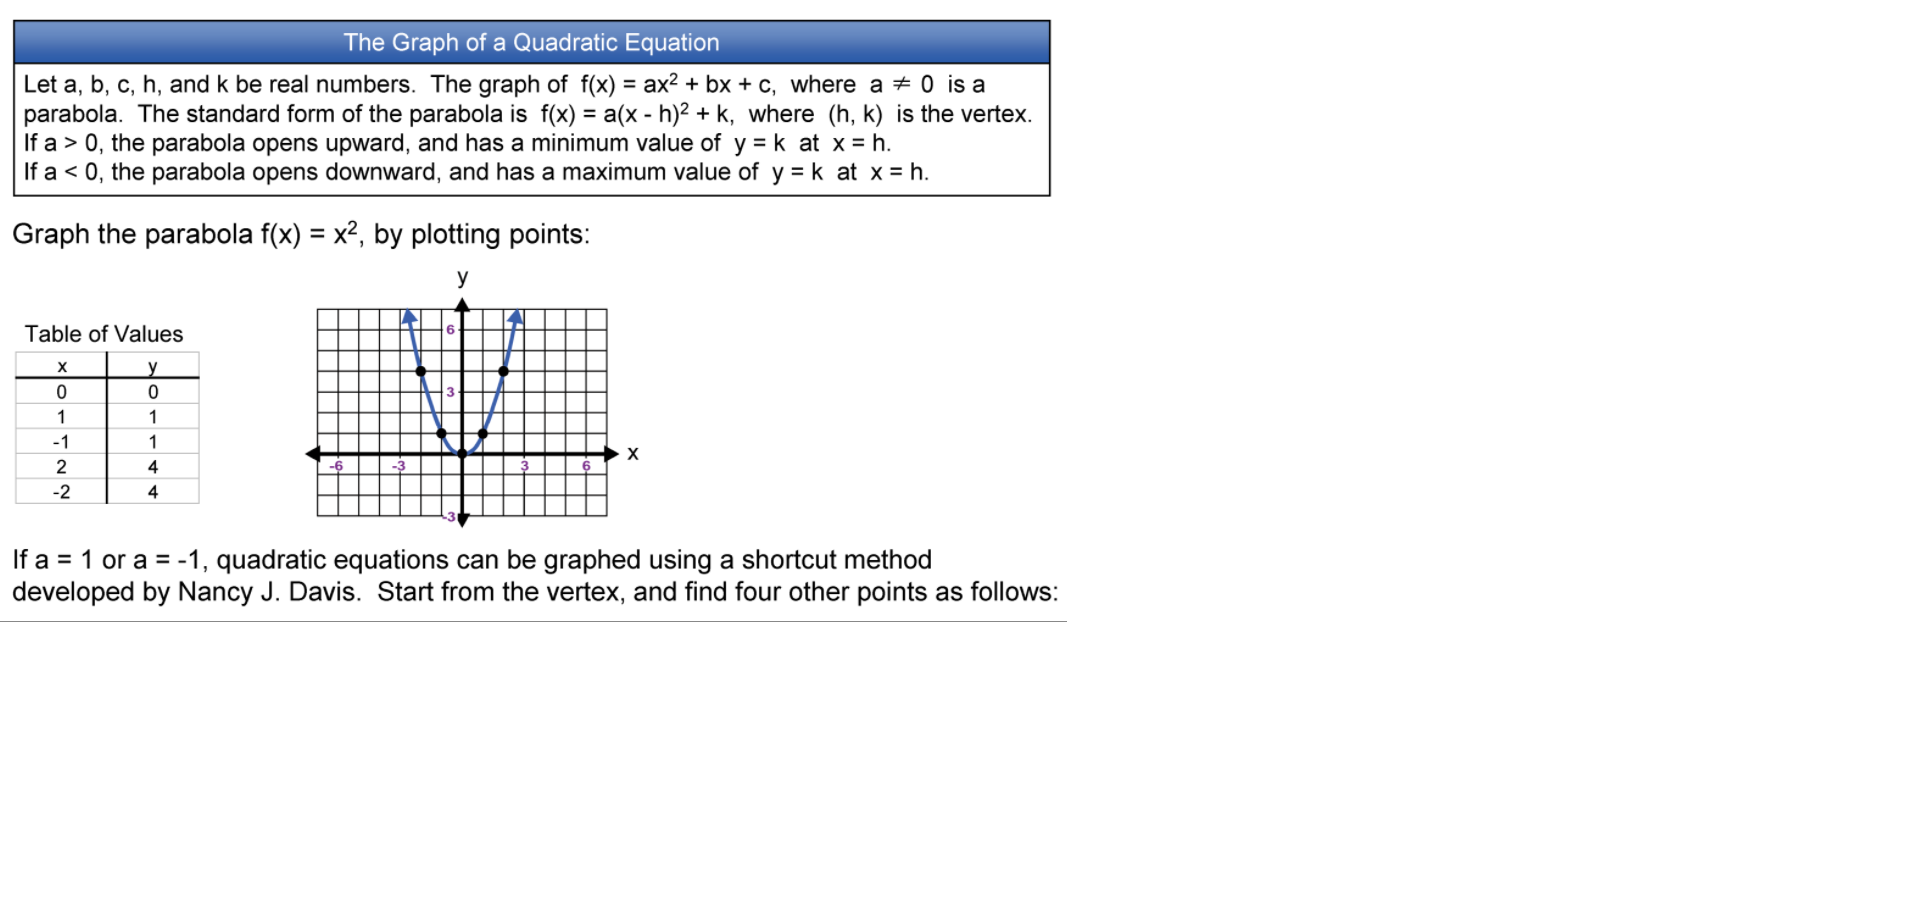 The Graph of a Quadratic Equation
Let a, b, c, h, and k be real numbers. The graph of f(x) = ax² + bx + c, where a ≠ 0 is a
parabola. The standard form of the parabola is f(x) = a(x - h)² + k, where (h, k) is the vertex.
If a > 0, the parabola opens upward, and has a minimum value of y = k at x = h.
If a < 0, the parabola opens downward, and has a maximum value of y = k at x = h.
Graph the parabola f(x) = x², by plotting points:
Table of Values
x y
0 0
1 1
-1 1
2 4
-2 4
y
6
3
x
-6 -3 3 6
-3
If a = 1 or a = -1, quadratic equations can be graphed using a shortcut method
developed by Nancy J. Davis. Start from the vertex, and find four other points as follows: